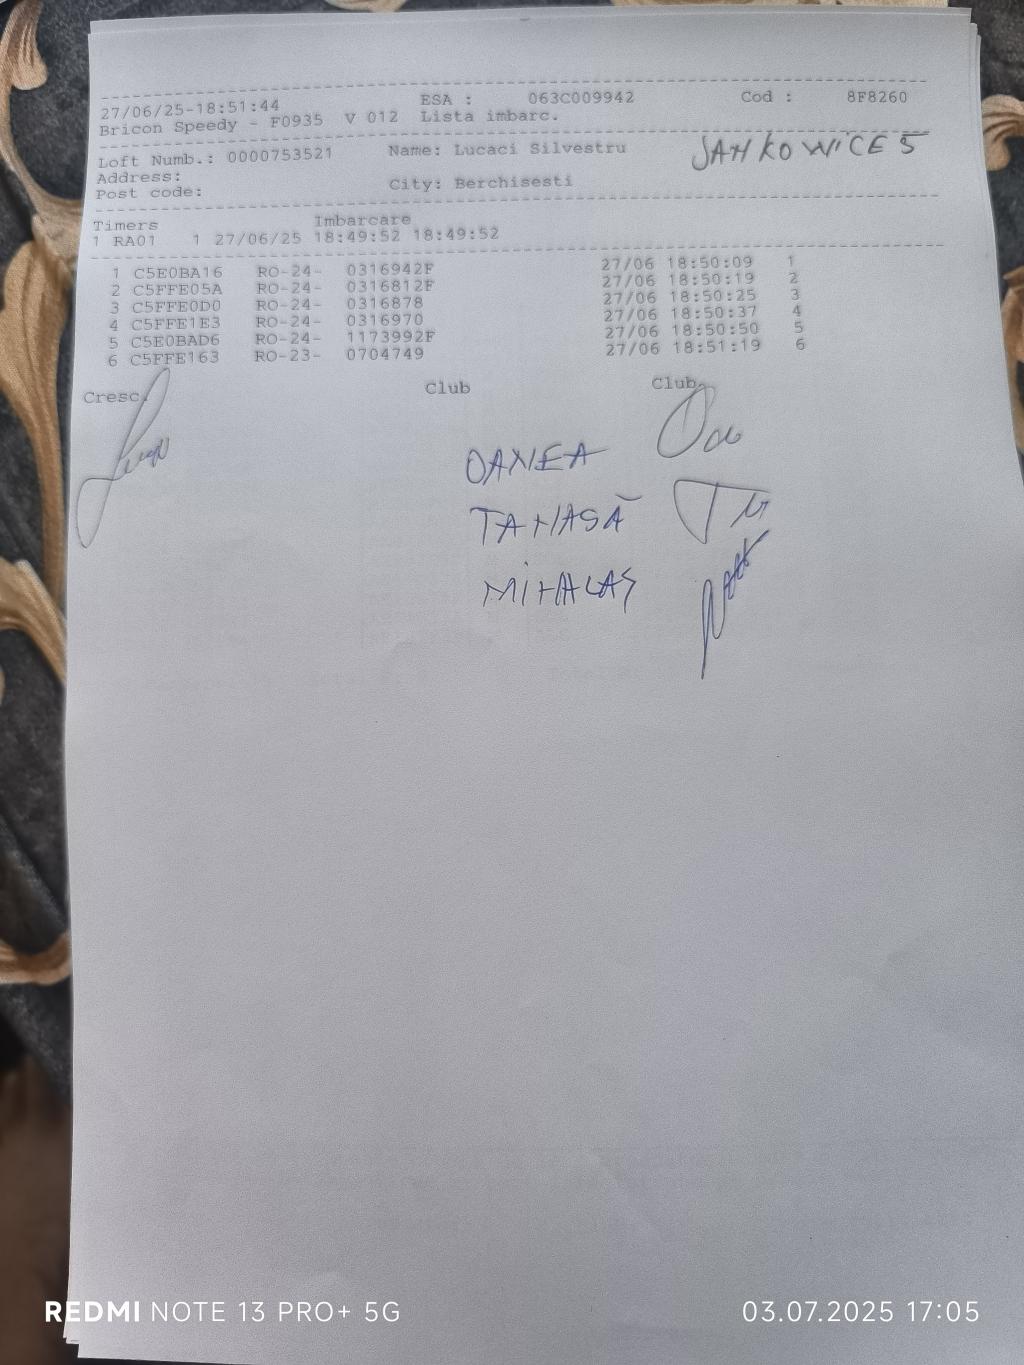 27/06/25-18:51:44 ESA : 063C009942 Cod : 8F8260
Bricon Speedy - F0935 V 012 Lista imbarc.
Loft Numb.: 0000753521 Name: Lucaci Silvestru JANKOWICE 5
Address:
Post code: City: Berchisesti
Timers Imbarcare
1 RA01 1 27/06/25 18:49:52 18:49:52
1 C5E0BA16 RO-24- 0316942F 27/06 18:50:09 1
2 C5FFE05A RO-24- 0316812F 27/06 18:50:19 2
3 C5FFE0D0 RO-24- 0316878 27/06 18:50:25 3
4 C5FFE1E3 RO-24- 0316970 27/06 18:50:37 4
5 C5E0BAD6 RO-24- 1173992F 27/06 18:50:50 5
6 C5FFE163 RO-23- 0704749 27/06 18:51:19 6
Cresc. Club Club
OANEA
TANASĂ
MIHALAȘ
REDMI NOTE 13 PRO+ 5G 03.07.2025 17:05